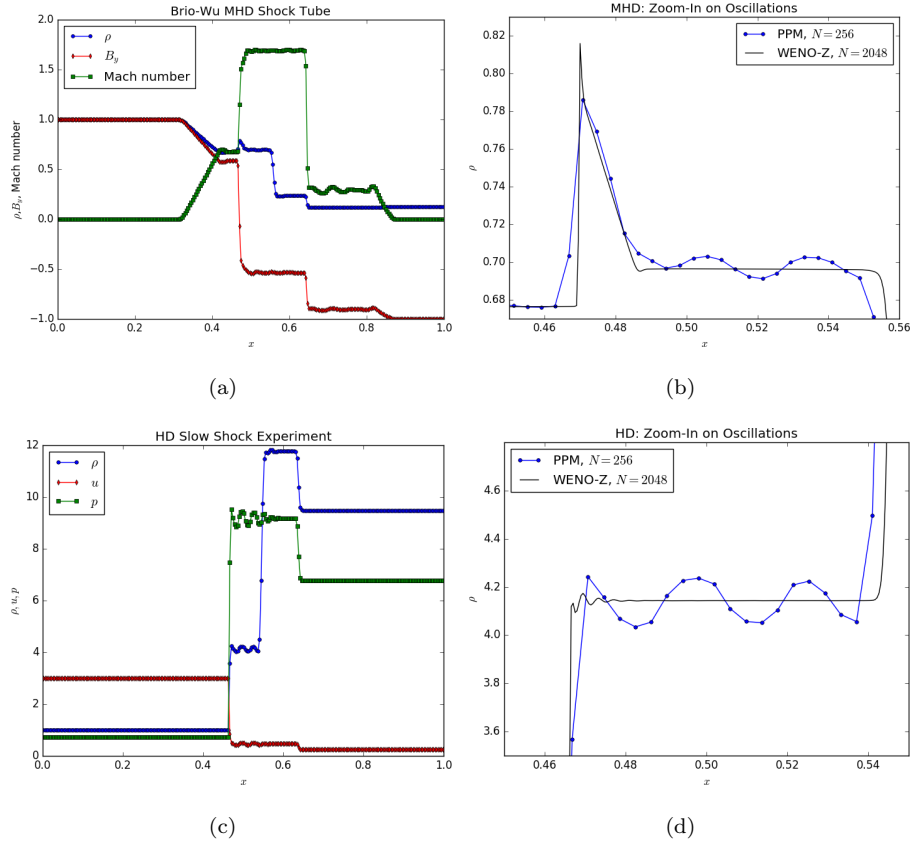 Brio-Wu MHD Shock Tube
ρ
B_y
Mach number
ρ, B_y, Mach number
2.0
1.5
1.0
0.5
0.0
−0.5
−1.0
0.0 0.2 0.4 0.6 0.8 1.0
x
(a)
MHD: Zoom-In on Oscillations
PPM, N = 256
WENO-Z, N = 2048
ρ
0.82
0.80
0.78
0.76
0.74
0.72
0.70
0.68
0.46 0.48 0.50 0.52 0.54 0.56
x
(b)
HD Slow Shock Experiment
ρ
u
p
ρ, u, p
12
10
8
6
4
2
0
0.0 0.2 0.4 0.6 0.8 1.0
x
(c)
HD: Zoom-In on Oscillations
PPM, N = 256
WENO-Z, N = 2048
ρ
4.6
4.4
4.2
4.0
3.8
3.6
0.46 0.48 0.50 0.52 0.54
x
(d)